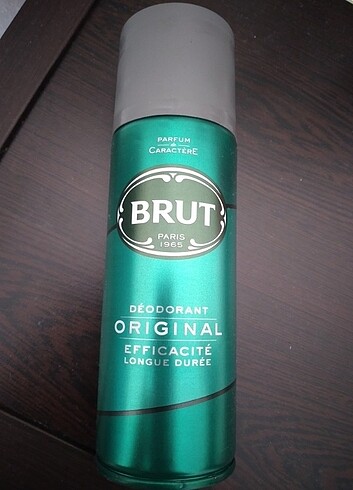 PARFUM
de
CARACTÈRE
BRUT
PARIS
1965
DÉODORANT
ORIGINAL
EFFICACITÉ
LONGUE DURÉE